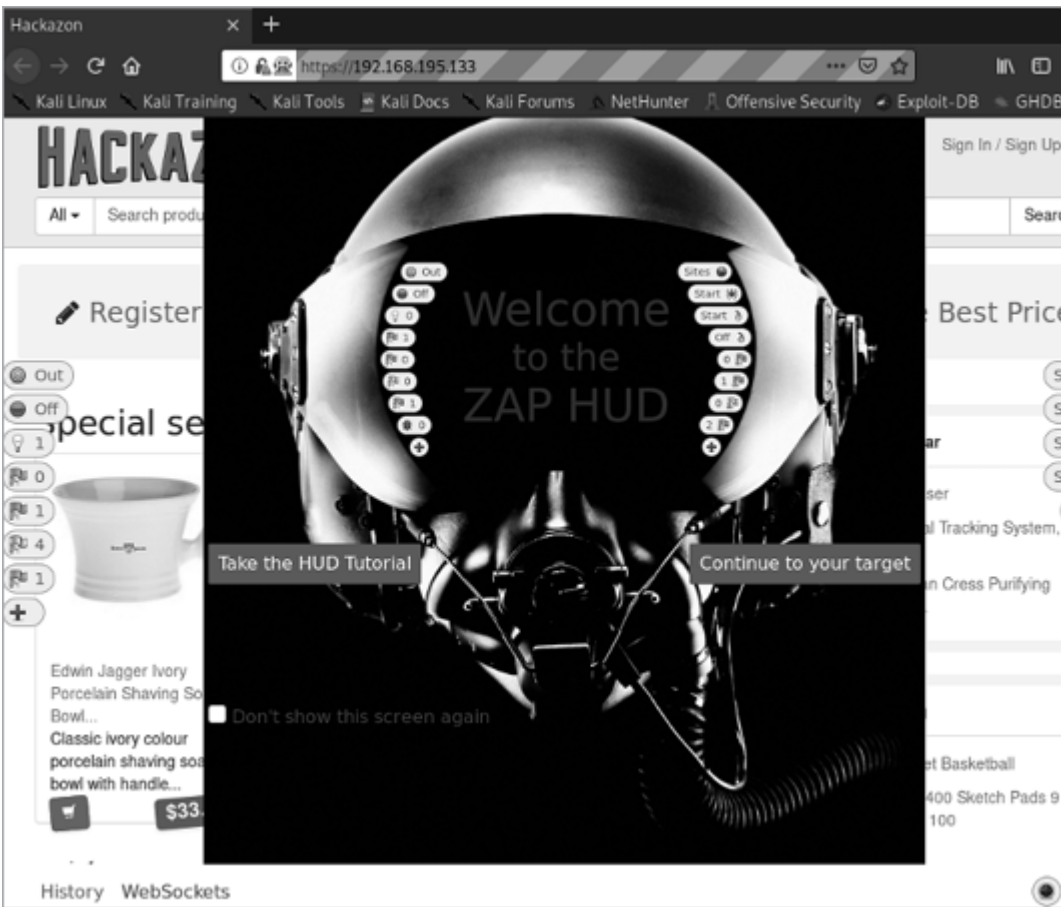 Hackazon
https://192.168.195.133
Kali Linux Kali Training Kali Tools Kali Docs Kali Forums NetHunter Offensive Security Exploit-DB GHDB
HACKAZ
Sign In / Sign Up
All Search produ
Sear
Register
Best Price
Welcome
to the
ZAP HUD
Out
Off
0
1
0
0
1
0
Sites
Start
Start
Off
0
1
0
2
Out
Off
1
0
1
4
1
Special se
ar
ser
al Tracking System,
an Cress Purifying
Take the HUD Tutorial
Continue to your target
Don't show this screen again
Edwin Jagger Ivory
Porcelain Shaving So
Bowl...
Classic ivory colour
porcelain shaving soa
bowl with handle...
$33.
et Basketball
400 Sketch Pads 9
100
History WebSockets